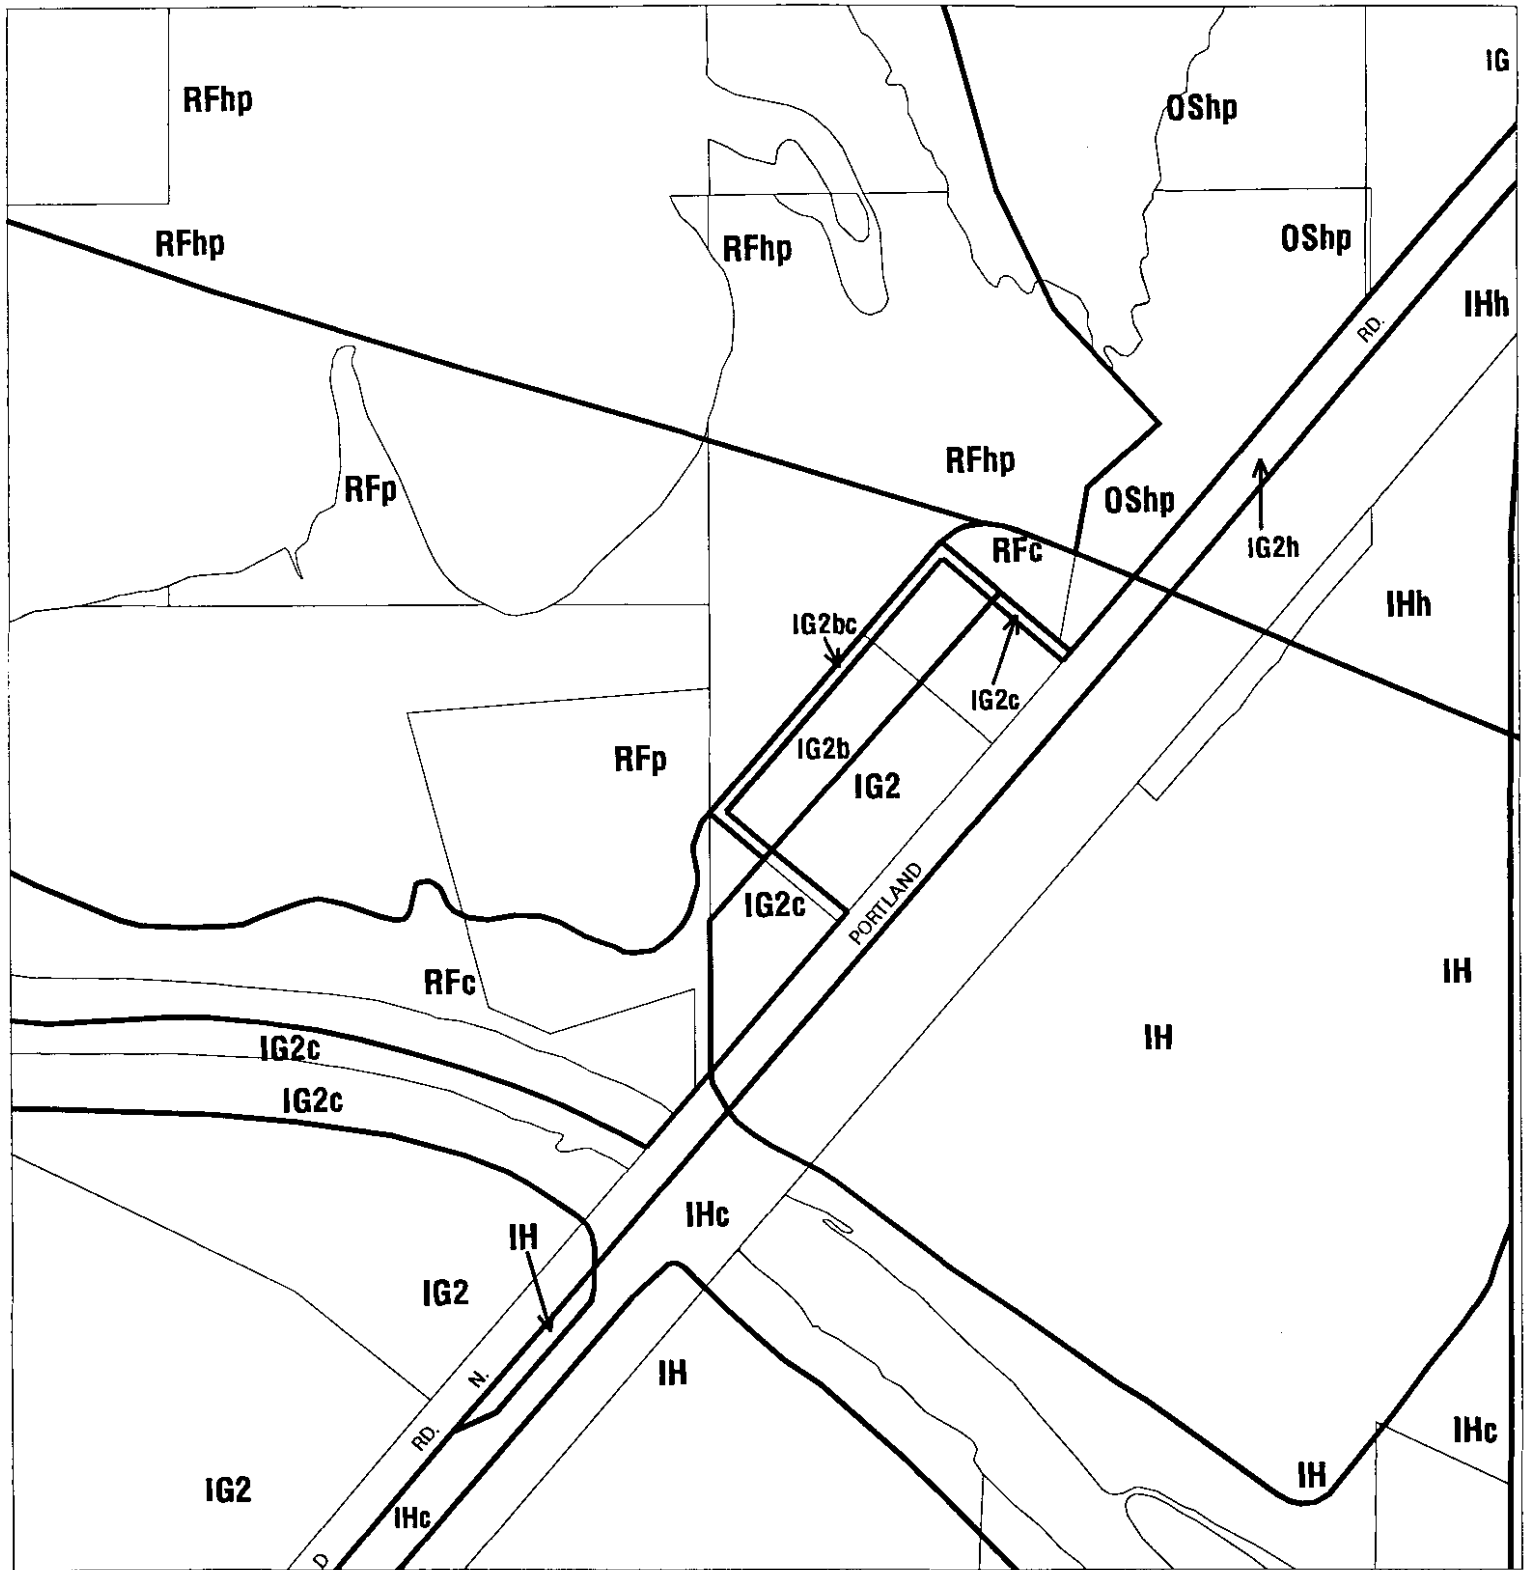 IG
RFhp
OShp
RFhp
RFhp
OShp
IHh
RD.
RFhp
RFp
OShp
IG2h
RFc
IHh
IG2bc
IG2c
IG2b
RFp
IG2
IG2c
PORTLAND
IH
RFc
IH
IG2c
IG2c
IHc
IH
IG2
IH
N.
RD.
IHc
IH
IG2
IHc
D